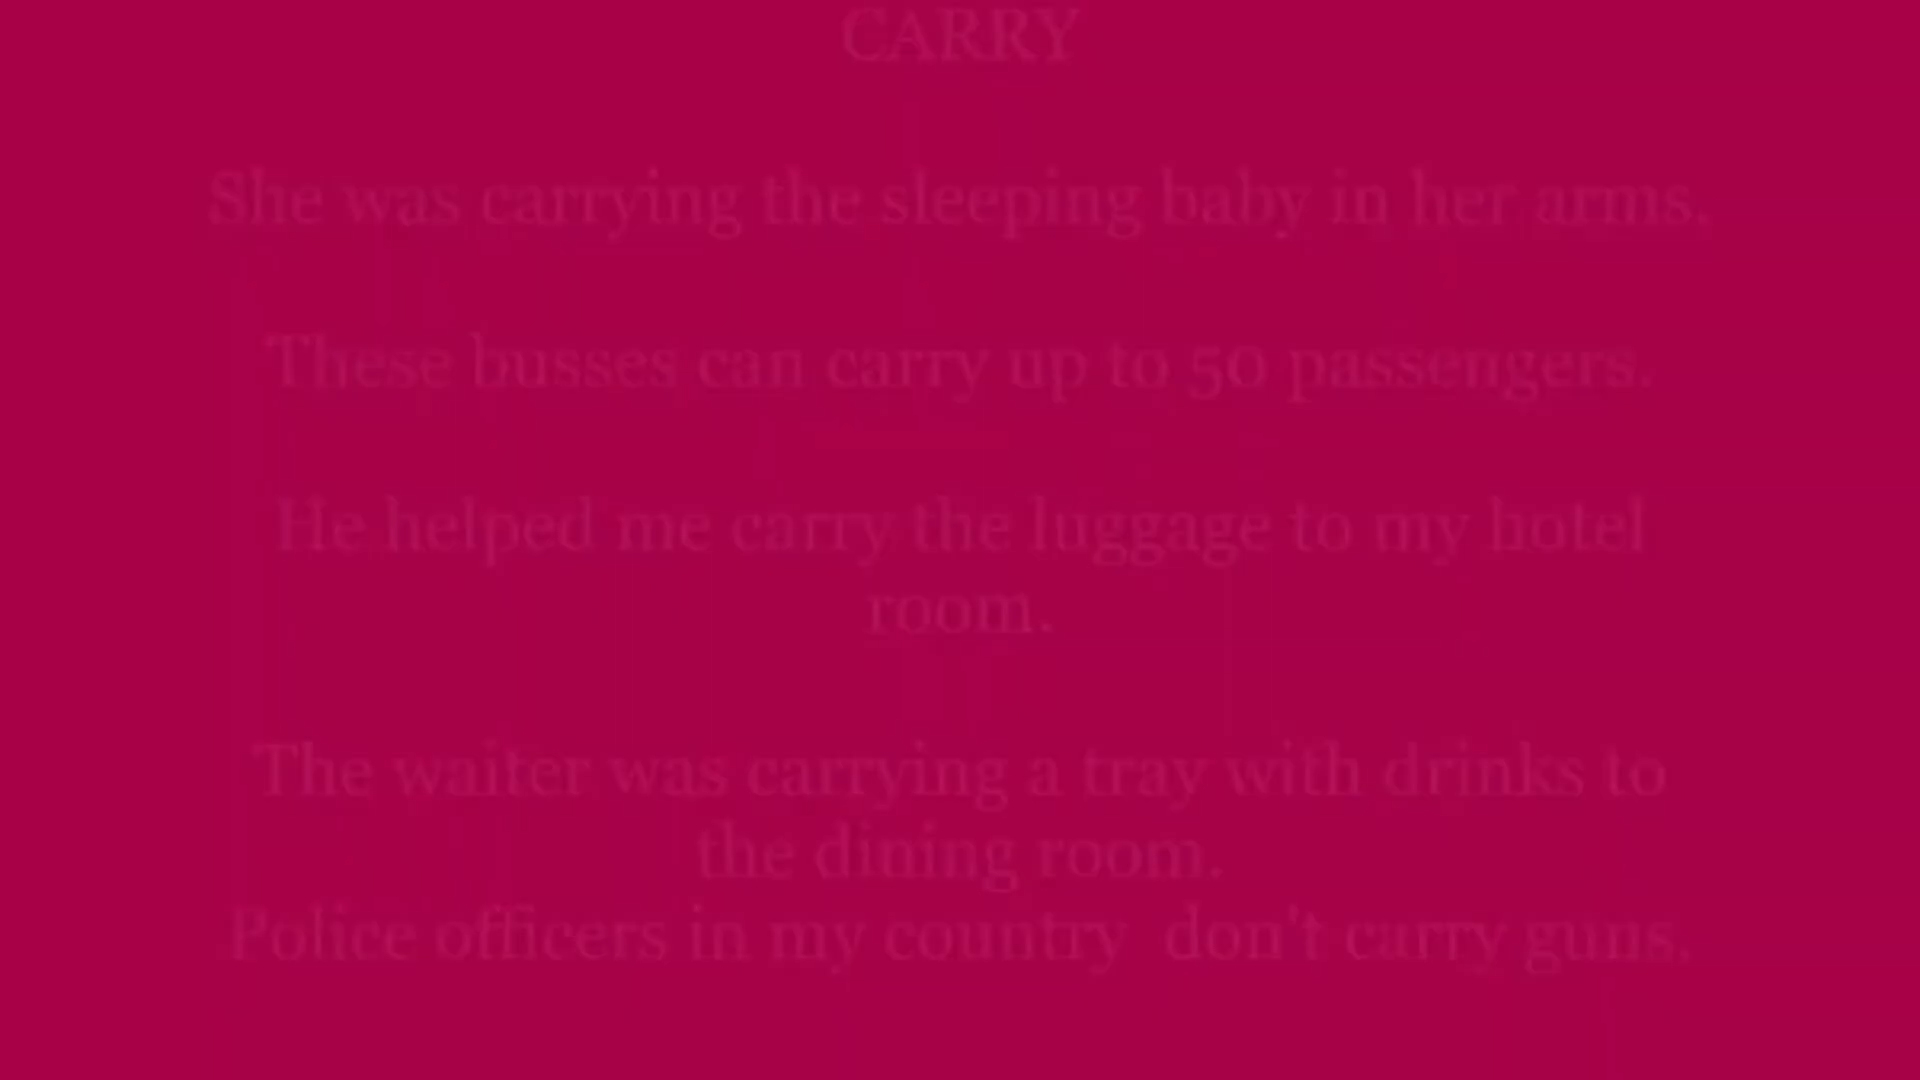 CARRY
She was carrying the sleeping baby in her arms.
These busses can carry up to 50 passengers.
He helped me carry the luggage to my hotel
room.
The waiter was carrying a tray with drinks to
the dining room.
Police officers in my country don't carry guns.